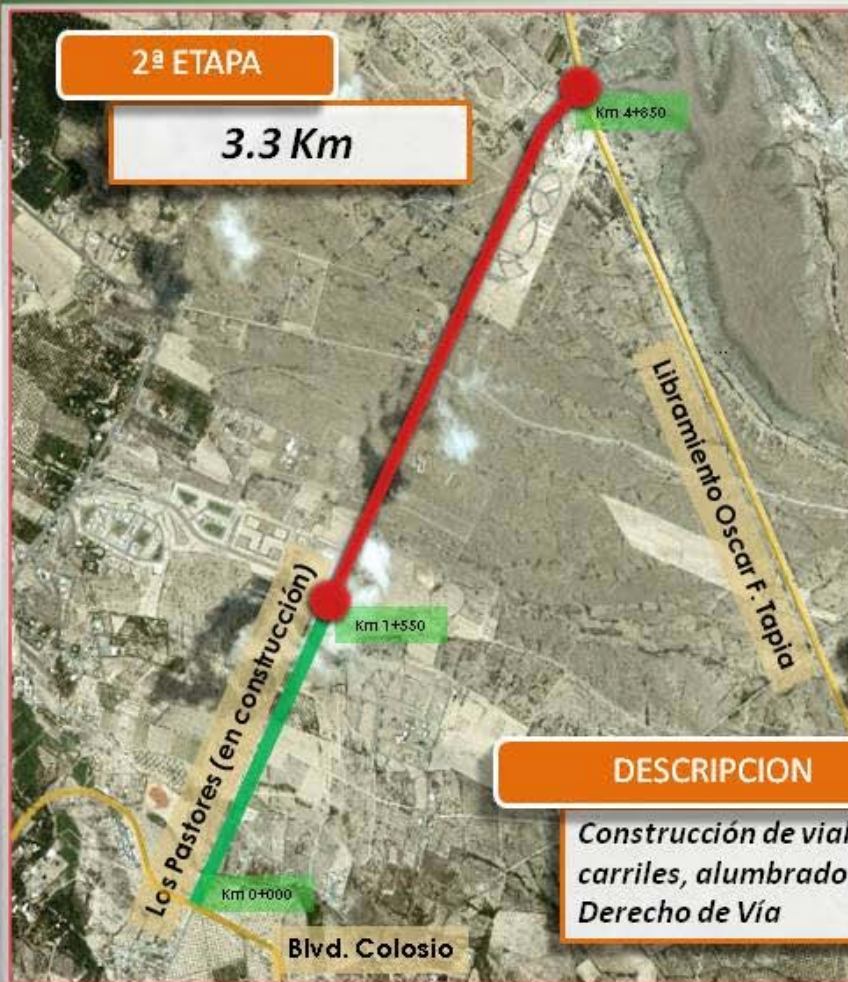 2ª ETAPA
3.3 Km
Km 4+850
Libramiento Oscar F. Tapia
Los Pastores (en construcción)
Km 1+550
DESCRIPCION
Construcción de vial
carriles, alumbrado
Derecho de Vía
Km 0+000
Blvd. Colosio